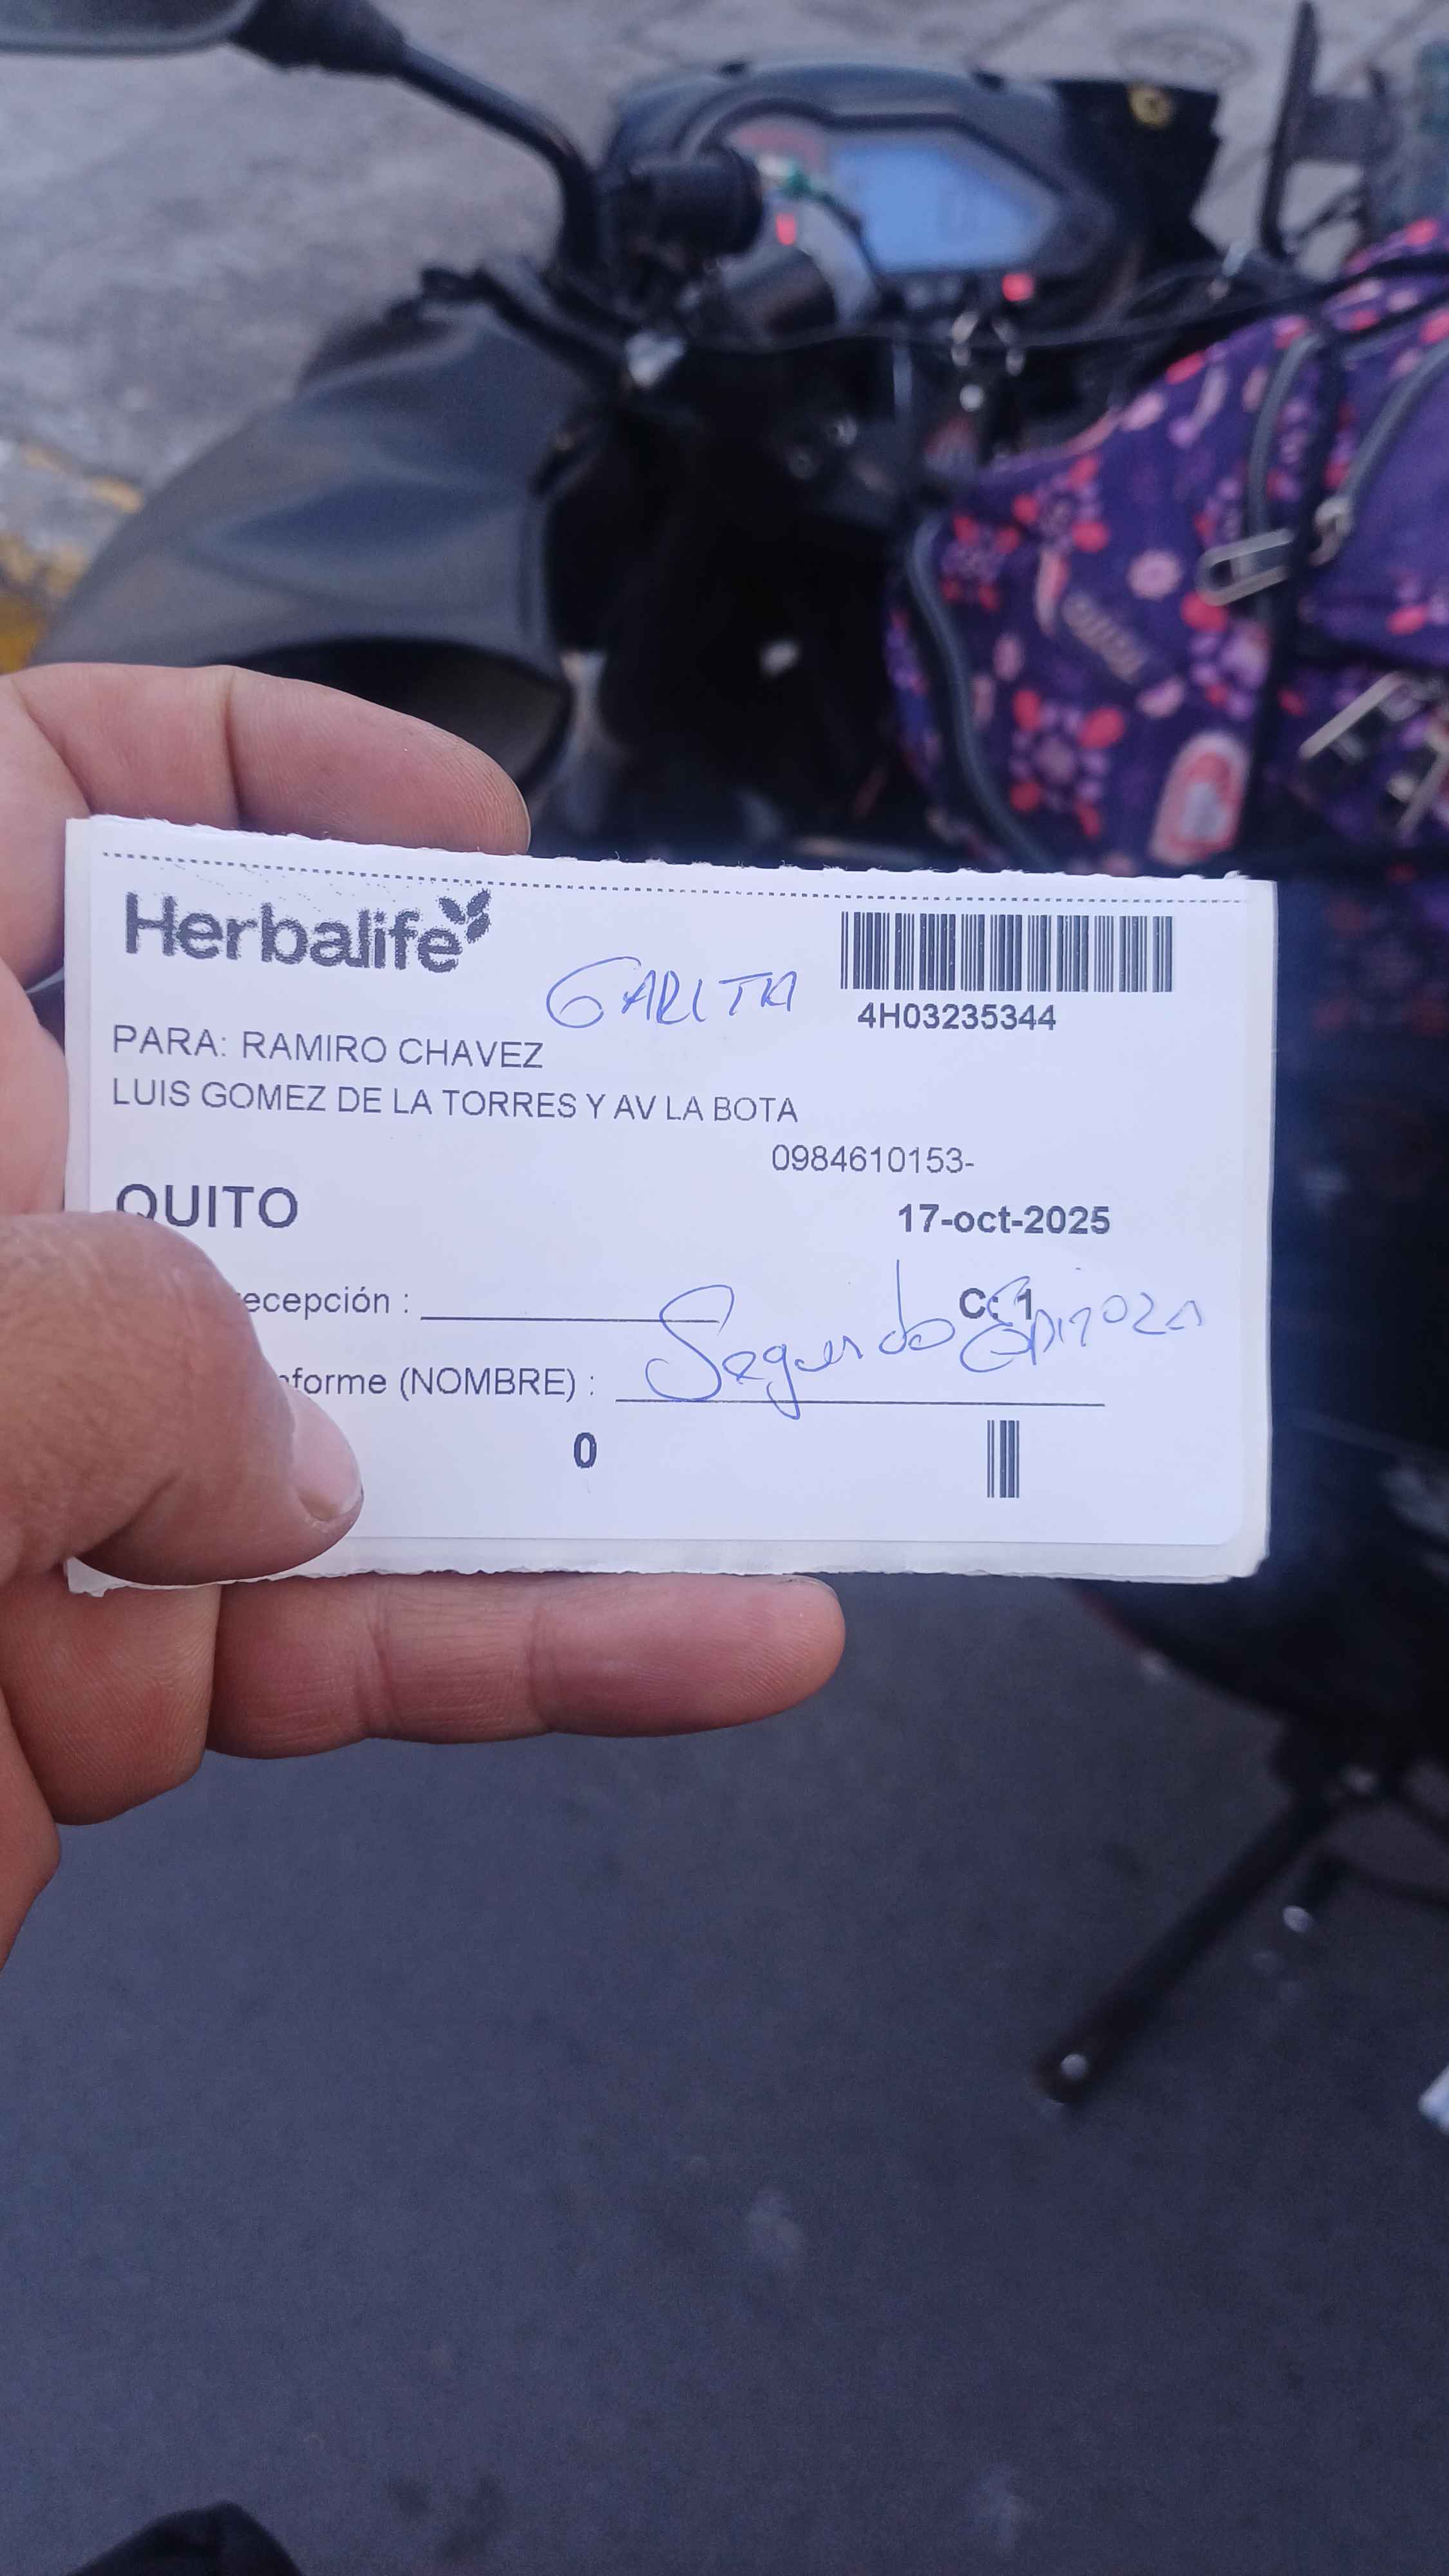 Herbalife
GARITA
4H03235344
PARA: RAMIRO CHAVEZ
LUIS GOMEZ DE LA TORRES Y AV LA BOTA
0984610153-
QUITO
17-oct-2025
ecepción :
C: 1
Segundo Espinoza
nforme (NOMBRE) :
0